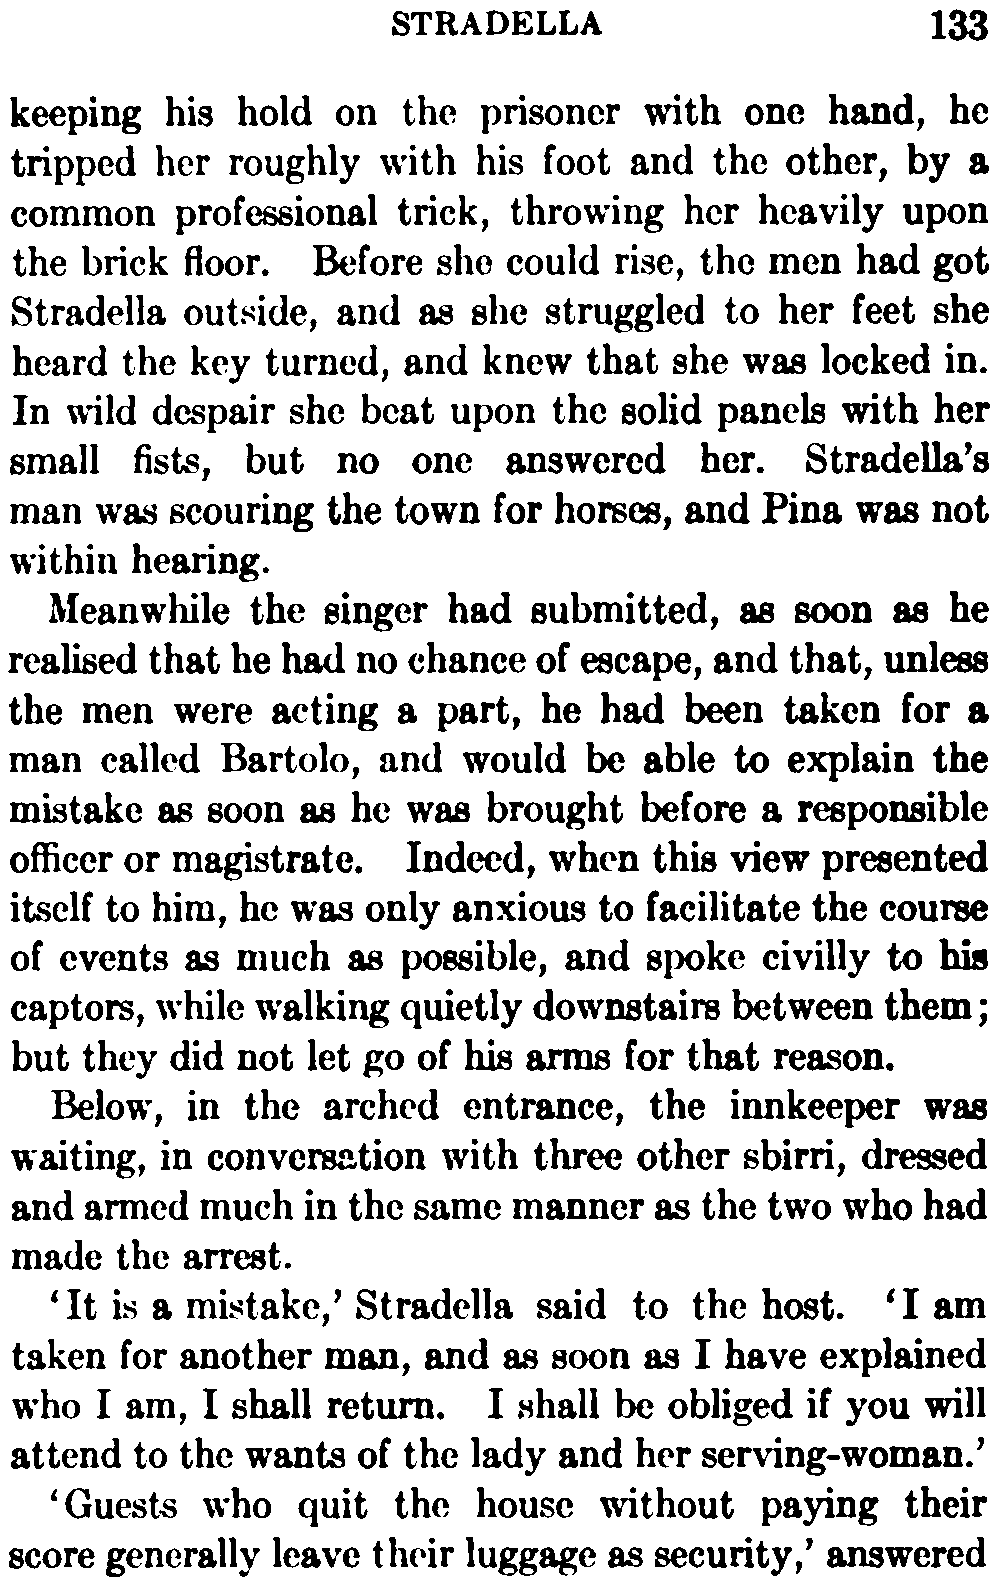 STRADELLA 133
keeping his hold on the prisoner with one hand, he
tripped her roughly with his foot and the other, by a
common professional trick, throwing her heavily upon
the brick floor. Before she could rise, the men had got
Stradella outside, and as she struggled to her feet she
heard the key turned, and knew that she was locked in.
In wild despair she beat upon the solid panels with her
small fists, but no one answered her. Stradella's
man was scouring the town for horses, and Pina was not
within hearing.
Meanwhile the singer had submitted, as soon as he
realised that he had no chance of escape, and that, unless
the men were acting a part, he had been taken for a
man called Bartolo, and would be able to explain the
mistake as soon as he was brought before a responsible
officer or magistrate. Indeed, when this view presented
itself to him, he was only anxious to facilitate the course
of events as much as possible, and spoke civilly to his
captors, while walking quietly downstairs between them;
but they did not let go of his arms for that reason.
Below, in the arched entrance, the innkeeper was
waiting, in conversation with three other sbirri, dressed
and armed much in the same manner as the two who had
made the arrest.
'It is a mistake,' Stradella said to the host. 'I am
taken for another man, and as soon as I have explained
who I am, I shall return. I shall be obliged if you will
attend to the wants of the lady and her serving-woman.'
'Guests who quit the house without paying their
score generally leave their luggage as security,' answered